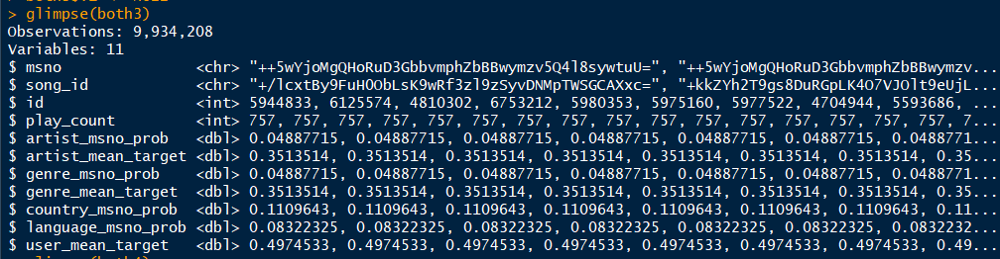 > glimpse(both3)
Observations: 9,934,208
Variables: 11
$ msno <chr> "++5wYjoMgQHoRuD3GbbvmphZbBBwymzv5Q4l8sywtuU=", "++5wYjoMgQHoRuD3GbbvmphZbBBwymzv...
$ song_id <chr> "+/lcxtBy9FuHOObLsK9wRf3zl9zSyvDNMpTWSGCAXxc=", "+kkZYh2T9gs8DuRGpLK4O7VJOlt9eUjL...
$ id <int> 5944833, 6125574, 4810302, 6753212, 5980353, 5975160, 5977522, 4704944, 5593686, ...
$ play_count <int> 757, 757, 757, 757, 757, 757, 757, 757, 757, 757, 757, 757, 757, 757, 757, 757, 7...
$ artist_msno_prob <dbl> 0.04887715, 0.04887715, 0.04887715, 0.04887715, 0.04887715, 0.04887715, 0.0488771...
$ artist_mean_target <dbl> 0.3513514, 0.3513514, 0.3513514, 0.3513514, 0.3513514, 0.3513514, 0.3513514, 0.35...
$ genre_msno_prob <dbl> 0.04887715, 0.04887715, 0.04887715, 0.04887715, 0.04887715, 0.04887715, 0.0488771...
$ genre_mean_target <dbl> 0.3513514, 0.3513514, 0.3513514, 0.3513514, 0.3513514, 0.3513514, 0.3513514, 0.35...
$ country_msno_prob <dbl> 0.1109643, 0.1109643, 0.1109643, 0.1109643, 0.1109643, 0.1109643, 0.1109643, 0.11...
$ language_msno_prob <dbl> 0.08322325, 0.08322325, 0.08322325, 0.08322325, 0.08322325, 0.08322325, 0.0832232...
$ user_mean_target <dbl> 0.4974533, 0.4974533, 0.4974533, 0.4974533, 0.4974533, 0.4974533, 0.4974533, 0.49...